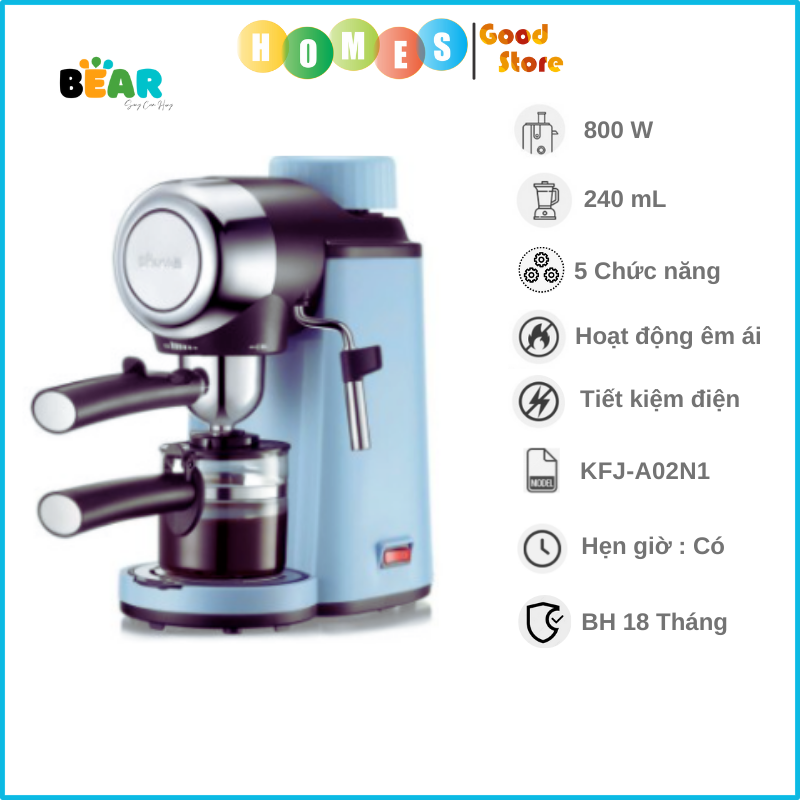 BEAR
HOMES
Good
Store
800 W
240 mL
5 Chức năng
Hoạt động êm ái
Tiết kiệm điện
MODEL
KFJ-A02N1
Hẹn giờ : Có
BH 18 Tháng